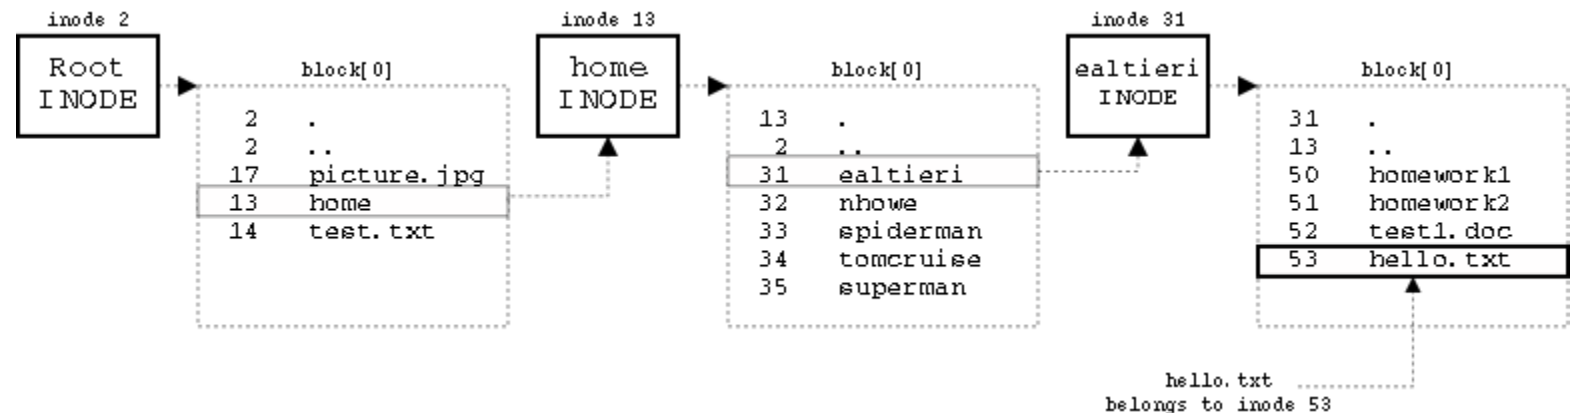 inode 2
Root
INODE
block[0]
2 .
2 ..
17 picture.jpg
13 home
14 test.txt
inode 13
home
INODE
block[0]
13 .
2 ..
31 ealtieri
32 nhowe
33 spiderman
34 tomcruise
35 superman
inode 31
ealtieri
INODE
block[0]
31 .
13 ..
50 homework1
51 homework2
52 test1.doc
53 hello.txt
hello.txt
belongs to inode 53